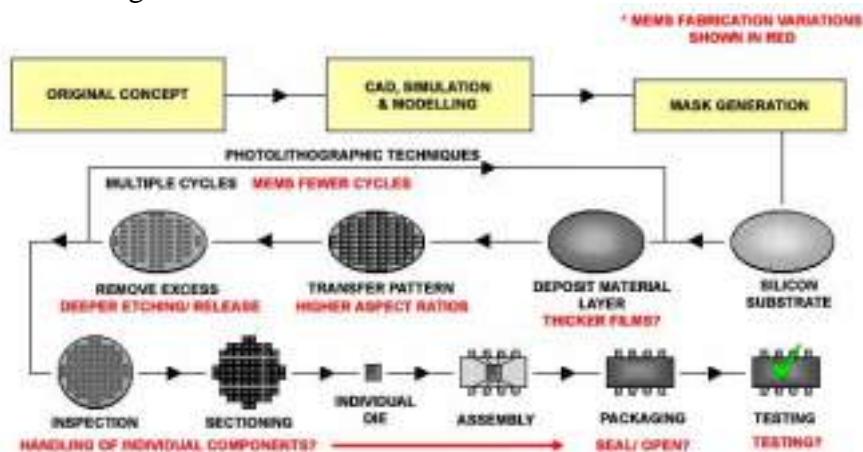 * MEMS FABRICATION VARIATIONS
SHOWN IN RED
ORIGINAL CONCEPT
CAD, SIMULATION
& MODELLING
MASK GENERATION
PHOTOLITHOGRAPHIC TECHNIQUES
MULTIPLE CYCLES MEMS FEWER CYCLES
REMOVE EXCESS
DEEPER ETCHING/ RELEASE
TRANSFER PATTERN
HIGHER ASPECT RATIOS
DEPOSIT MATERIAL
LAYER
THICKER FILMS?
SILICON
SUBSTRATE
INSPECTION
SECTIONING
INDIVIDUAL
DIE
ASSEMBLY
PACKAGING
TESTING
HANDLING OF INDIVIDUAL COMPONENTS?
SEAL/ OPEN?
TESTING?